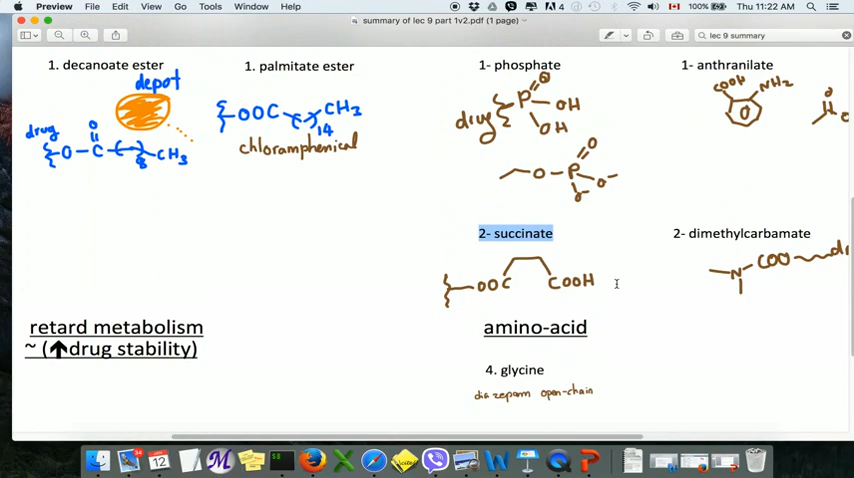 Preview File Edit View Go Tools Window Help
4 100% Thu 11:22 AM
summary of lec 9 part 1v2.pdf (1 page)
lec 9 summary
1. decanoate ester
1. palmitate ester
1- phosphate
1- anthranilate
depot
drug
O
O C 8 CH3
OOC CH2
14
chloramphenical
drug
O
P OH
OH
O
O P O
COOH NH2
O
O
2- succinate
2- dimethylcarbamate
OOC COOH
N COO
retard metabolism
~ (↑drug stability)
amino-acid
4. glycine
diazepam open-chain